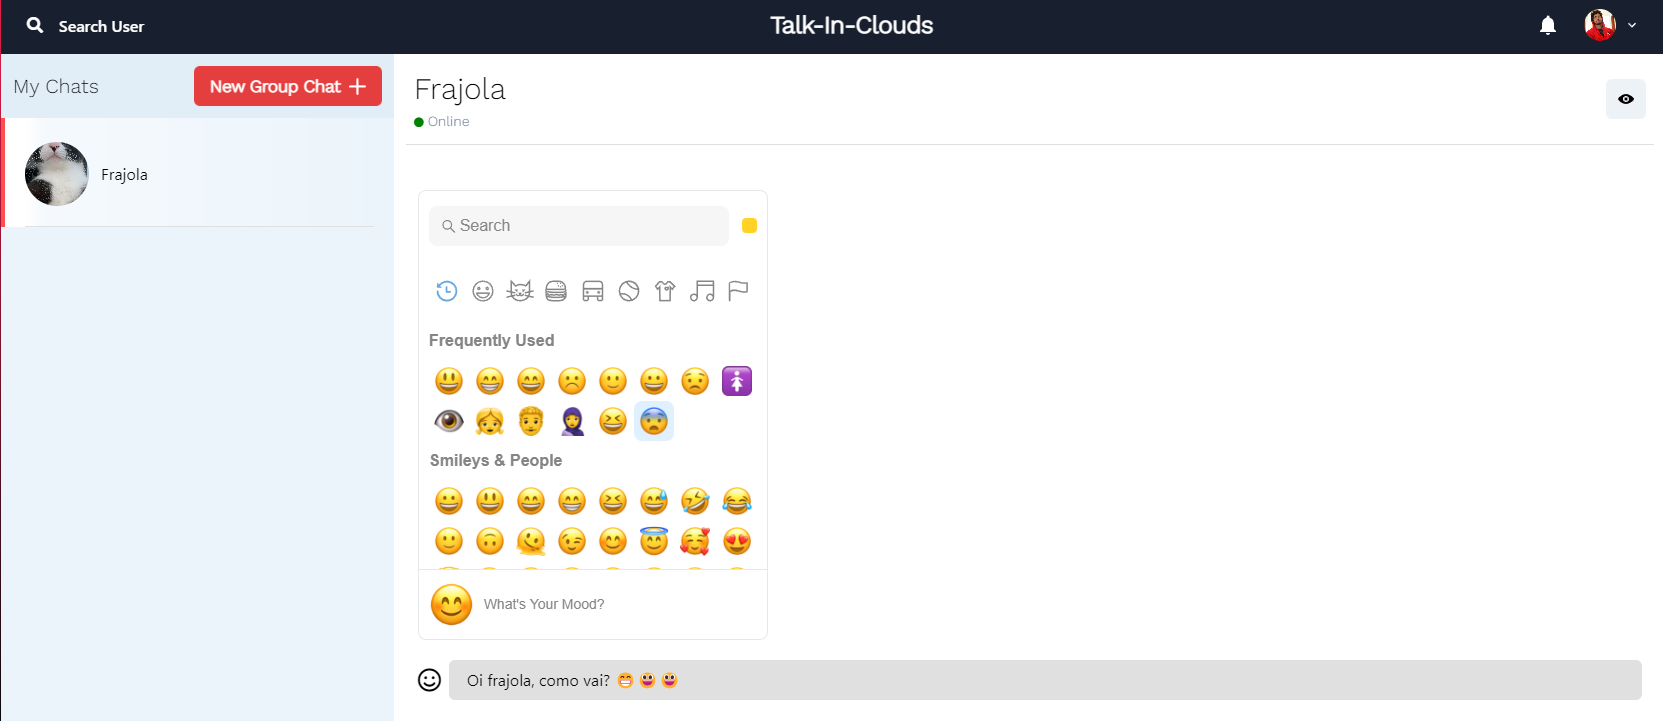 Search User
Talk-In-Clouds
My Chats
New Group Chat
Frajola
Frajola
Online
Search
Frequently Used
Smileys & People
What's Your Mood?
Oi frajola, como vai? 😁😃😃